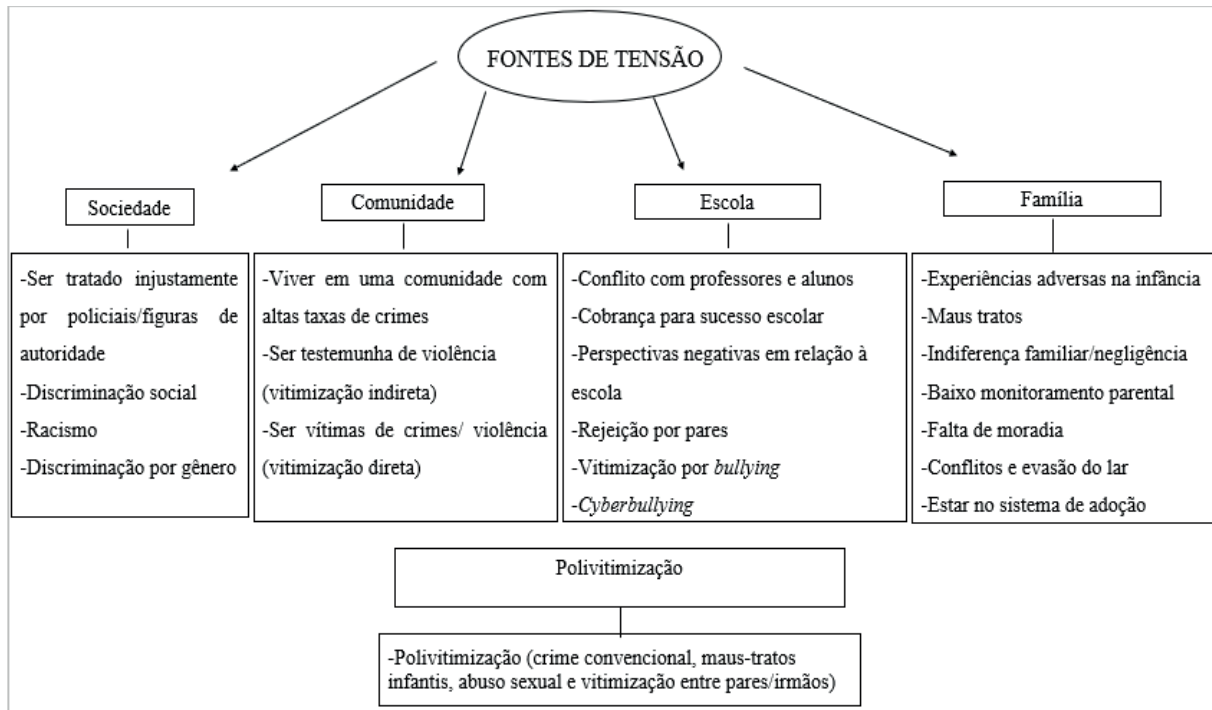 FONTES DE TENSÃO
Sociedade
-Ser tratado injustamente
por policiais/figuras de
autoridade
-Discriminação social
-Racismo
-Discriminação por gênero
Comunidade
-Viver em uma comunidade com
altas taxas de crimes
-Ser testemunha de violência
(vitimização indireta)
-Ser vítimas de crimes/ violência
(vitimização direta)
Escola
-Conflito com professores e alunos
-Cobrança para sucesso escolar
-Perspectivas negativas em relação à
escola
-Rejeição por pares
-Vitimização por bullying
-Cyberbullying
Família
-Experiências adversas na infância
-Maus tratos
-Indiferença familiar/negligência
-Baixo monitoramento parental
-Falta de moradia
-Conflitos e evasão do lar
-Estar no sistema de adoção
Polivitimização
-Polivitimização (crime convencional, maus-tratos
infantis, abuso sexual e vitimização entre pares/irmãos)